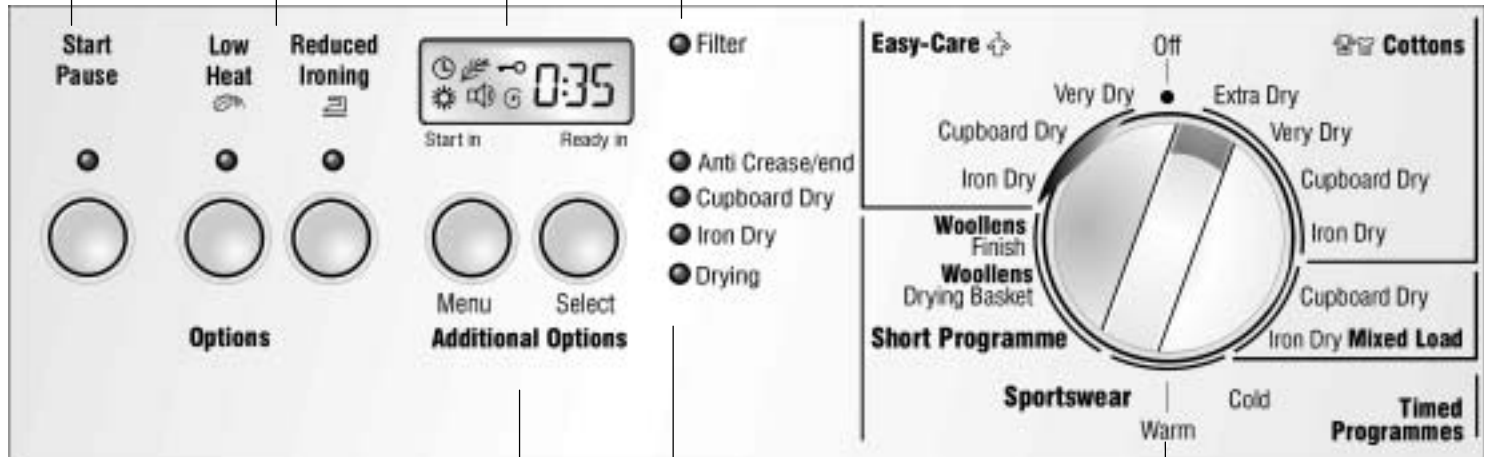 Start
Pause
Low
Heat
Reduced
Ironing
0:35
Start in
Ready in
Menu
Select
Options
Additional Options
Filter
Anti Crease/end
Cupboard Dry
Iron Dry
Drying
Easy-Care
Off
Cottons
Very Dry
Cupboard Dry
Iron Dry
Woollens
Finish
Woollens
Drying Basket
Short Programme
Sportswear
Extra Dry
Very Dry
Cupboard Dry
Iron Dry
Cupboard Dry
Iron Dry Mixed Load
Cold
Warm
Timed
Programmes